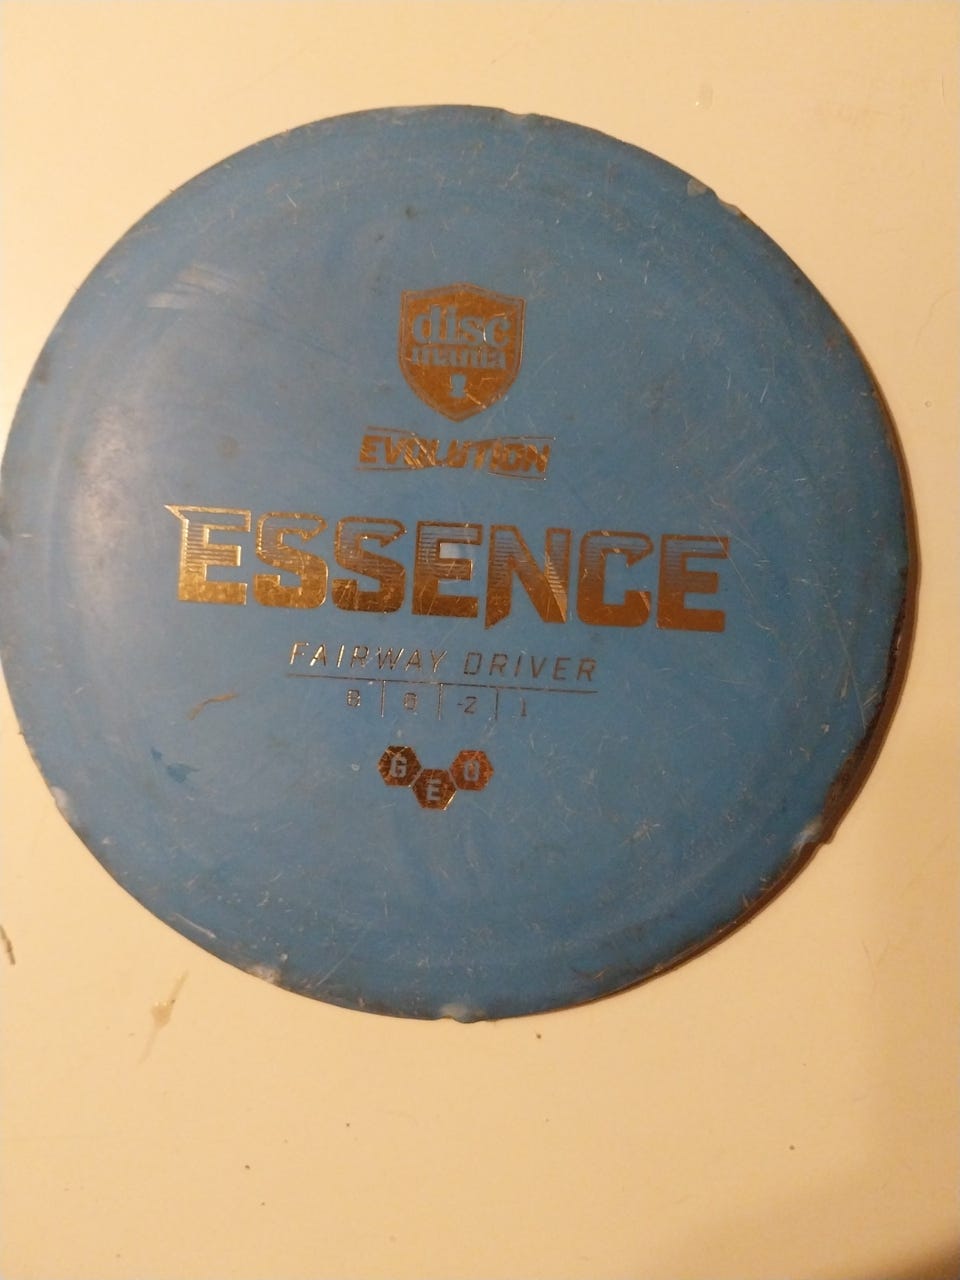 disc
mania
EVOLUTION
ESSENCE
FAIRWAY DRIVER
8 | 6 | -2 | 1
GEO